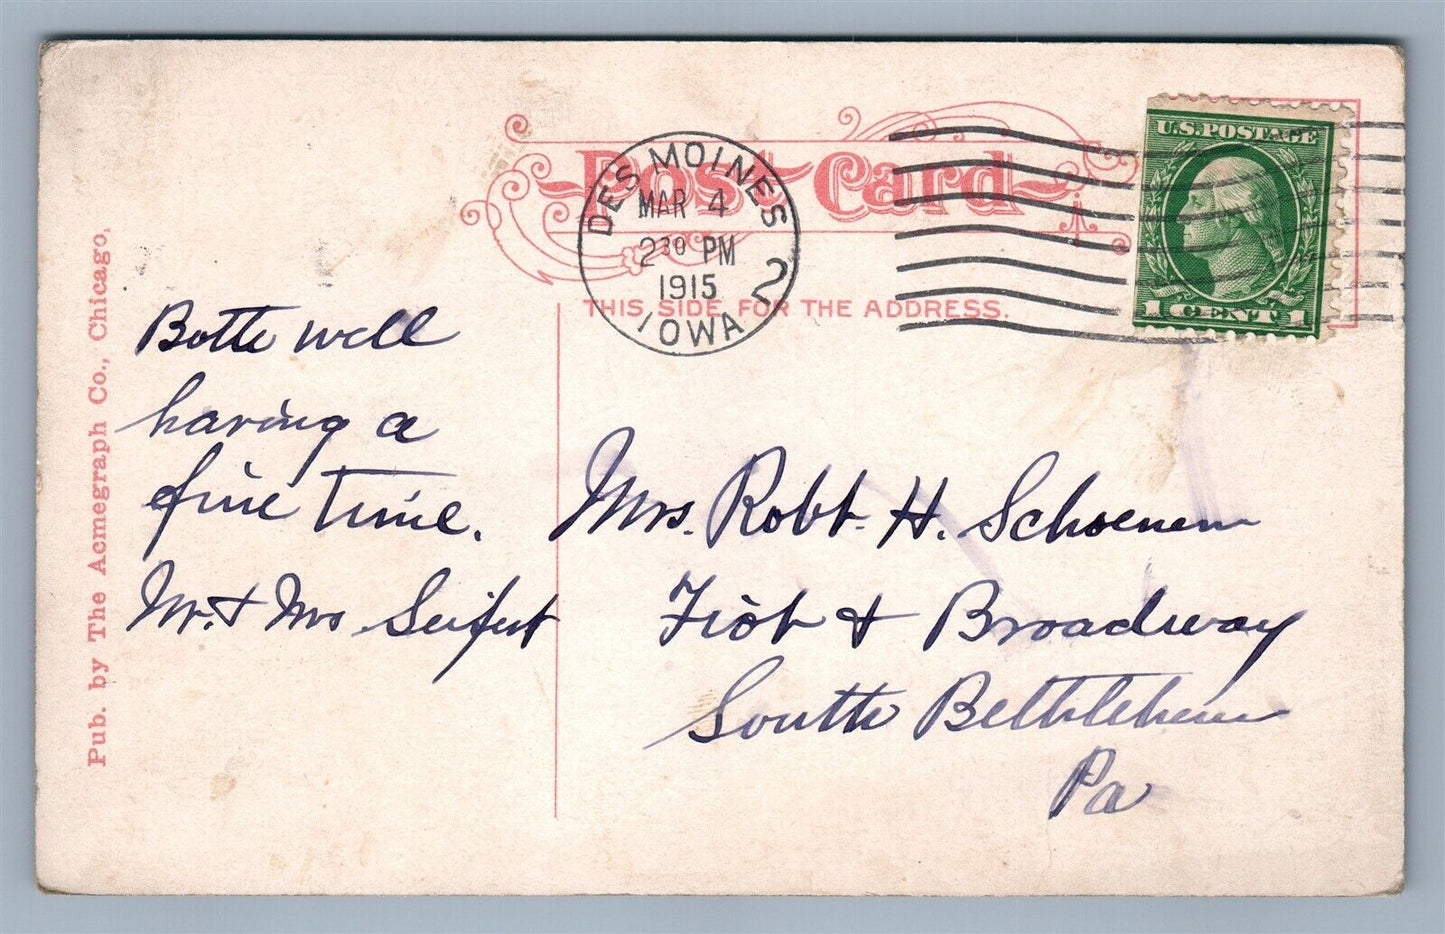 Post Card
THIS SIDE FOR THE ADDRESS.
DES MOINES
MAR 4
2 30 PM
1915
IOWA
2
U.S. POSTAGE
1 CENT 1
Pub. by The Acmegraph Co., Chicago,
Both well
having a
fine time.
Mr. & Mrs Seifert
Mrs. Robt. H. Schoenen
& Broadway
South Bethlehem
Pa